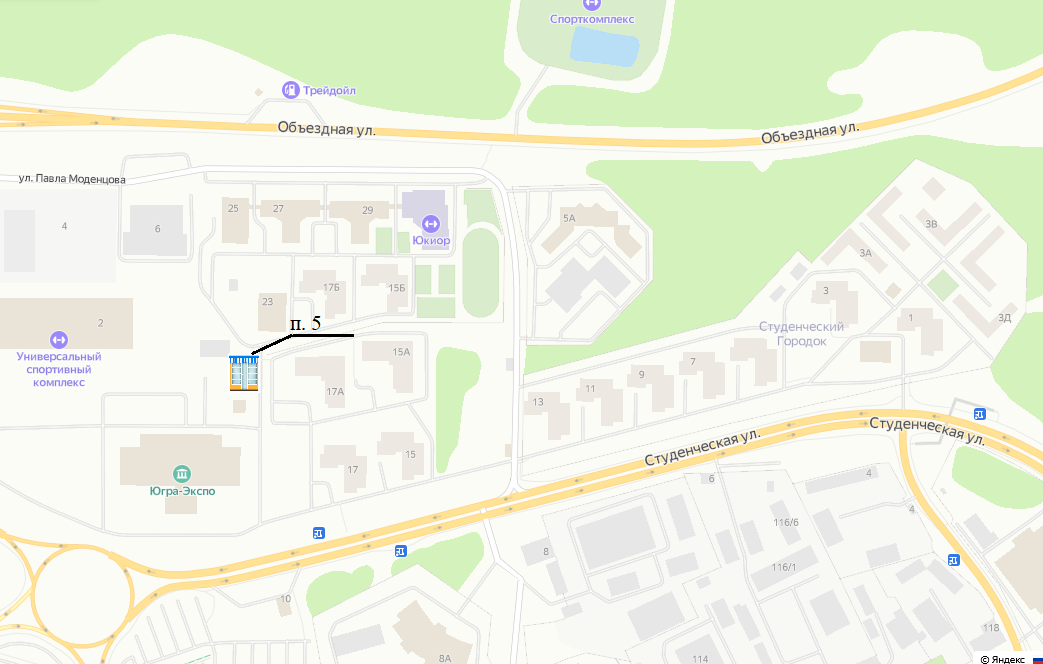 Спорткомплекс
Трейдойл
Объездная ул.
Объездная ул.
ул. Павла Моденцова
4
6
25
27
29
Юкиор
5А
3В
3А
3Д
3
1
Студенческий
Городок
17Б
15Б
23
п. 5
2
Универсальный
спортивный
комплекс
15А
17А
7
9
11
13
15
17
Югра-Экспо
Студенческая ул.
Студенческая ул.
6
4
4
116/6
116/1
8
10
8А
114
118
© Яндекс